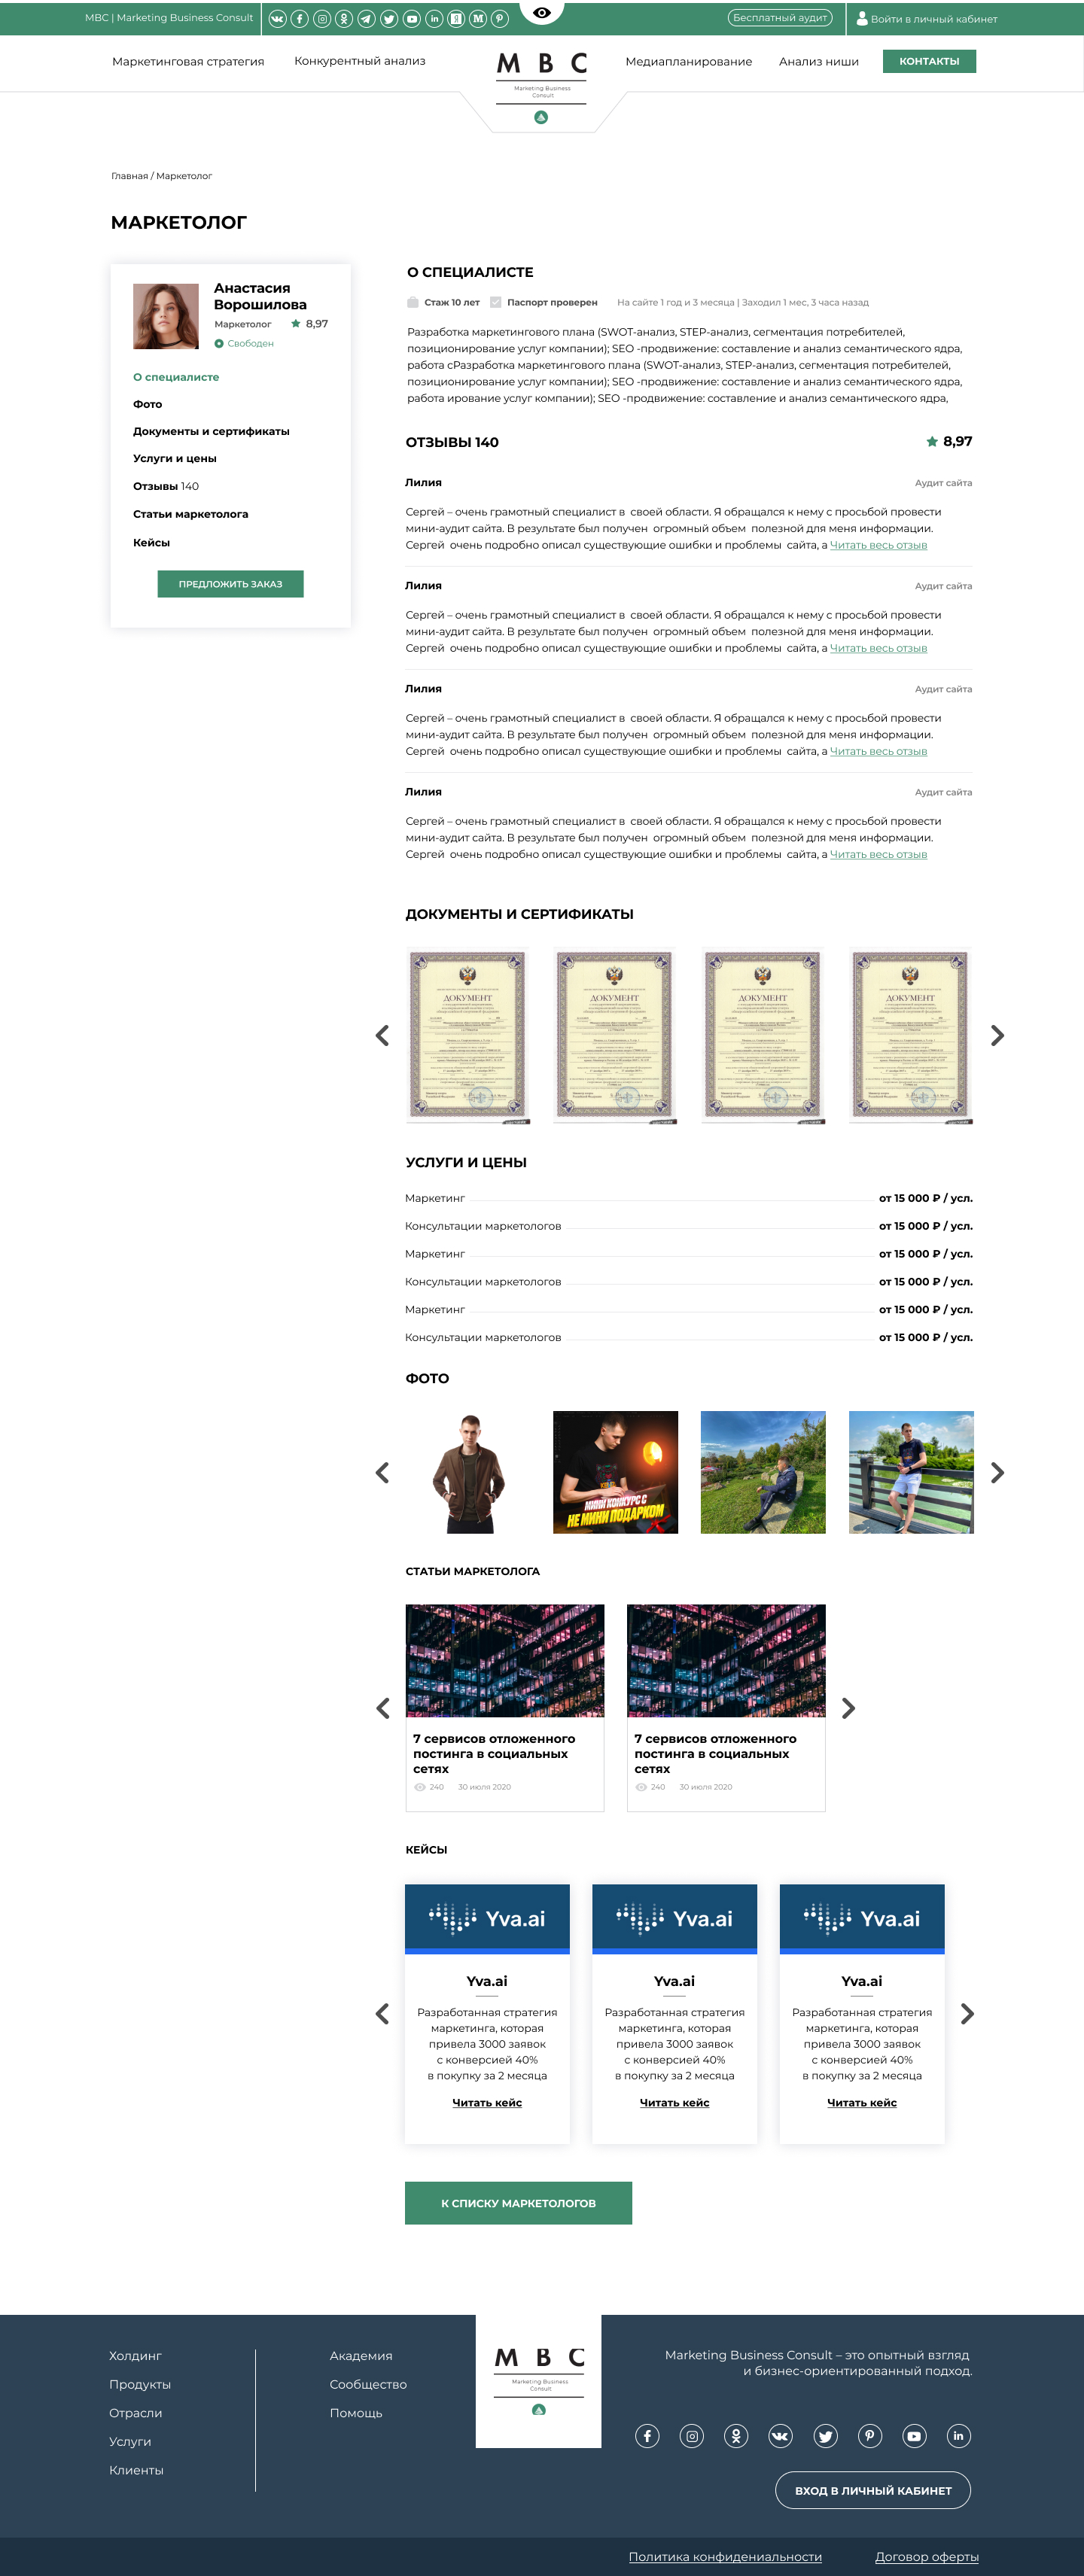 MBC | Marketing Business Consult
Бесплатный аудит
Войти в личный кабинет
Маркетинговая стратегия
Конкурентный анализ
M B C
Marketing Business
Consult
Медиапланирование
Анализ ниши
КОНТАКТЫ
Главная / Маркетолог
МАРКЕТОЛОГ
Анастасия
Ворошилова
Маркетолог 8,97
Свободен
О специалисте
Фото
Документы и сертификаты
Услуги и цены
Отзывы 140
Статьи маркетолога
Кейсы
ПРЕДЛОЖИТЬ ЗАКАЗ
О СПЕЦИАЛИСТЕ
Стаж 10 лет Паспорт проверен На сайте 1 год и 3 месяца | Заходил 1 мес, 3 часа назад
Разработка маркетингового плана (SWOT-анализ, STEP-анализ, сегментация потребителей,
позиционирование услуг компании); SEO -продвижение: составление и анализ семантического ядра,
работа сРазработка маркетингового плана (SWOT-анализ, STEP-анализ, сегментация потребителей,
позиционирование услуг компании); SEO -продвижение: составление и анализ семантического ядра,
работа ирование услуг компании); SEO -продвижение: составление и анализ семантического ядра,
ОТЗЫВЫ 140 8,97
Лилия Аудит сайта
Сергей – очень грамотный специалист в своей области. Я обращался к нему с просьбой провести
мини-аудит сайта. В результате был получен огромный объем полезной для меня информации.
Сергей очень подробно описал существующие ошибки и проблемы сайта, а Читать весь отзыв
Лилия Аудит сайта
Сергей – очень грамотный специалист в своей области. Я обращался к нему с просьбой провести
мини-аудит сайта. В результате был получен огромный объем полезной для меня информации.
Сергей очень подробно описал существующие ошибки и проблемы сайта, а Читать весь отзыв
Лилия Аудит сайта
Сергей – очень грамотный специалист в своей области. Я обращался к нему с просьбой провести
мини-аудит сайта. В результате был получен огромный объем полезной для меня информации.
Сергей очень подробно описал существующие ошибки и проблемы сайта, а Читать весь отзыв
Лилия Аудит сайта
Сергей – очень грамотный специалист в своей области. Я обращался к нему с просьбой провести
мини-аудит сайта. В результате был получен огромный объем полезной для меня информации.
Сергей очень подробно описал существующие ошибки и проблемы сайта, а Читать весь отзыв
ДОКУМЕНТЫ И СЕРТИФИКАТЫ
ДОКУМЕНТ
ДОКУМЕНТ
ДОКУМЕНТ
ДОКУМЕНТ
УСЛУГИ И ЦЕНЫ
Маркетинг от 15 000 ₽ / усл.
Консультации маркетологов от 15 000 ₽ / усл.
Маркетинг от 15 000 ₽ / усл.
Консультации маркетологов от 15 000 ₽ / усл.
Маркетинг от 15 000 ₽ / усл.
Консультации маркетологов от 15 000 ₽ / усл.
ФОТО
МИНИ КОНКУРС С
НЕ МИНИ ПОДАРКОМ
СТАТЬИ МАРКЕТОЛОГА
7 сервисов отложенного
постинга в социальных
сетях
240 30 июля 2020
7 сервисов отложенного
постинга в социальных
сетях
240 30 июля 2020
КЕЙСЫ
Yva.ai
Yva.ai
Разработанная стратегия
маркетинга, которая
привела 3000 заявок
с конверсией 40%
в покупку за 2 месяца
Читать кейс
Yva.ai
Yva.ai
Разработанная стратегия
маркетинга, которая
привела 3000 заявок
с конверсией 40%
в покупку за 2 месяца
Читать кейс
Yva.ai
Yva.ai
Разработанная стратегия
маркетинга, которая
привела 3000 заявок
с конверсией 40%
в покупку за 2 месяца
Читать кейс
К СПИСКУ МАРКЕТОЛОГОВ
Холдинг
Продукты
Отрасли
Услуги
Клиенты
Академия
Сообщество
Помощь
M B C
Marketing Business
Consult
Marketing Business Consult – это опытный взгляд
и бизнес-ориентированный подход.
ВХОД В ЛИЧНЫЙ КАБИНЕТ
Политика конфидениальности
Договор оферты